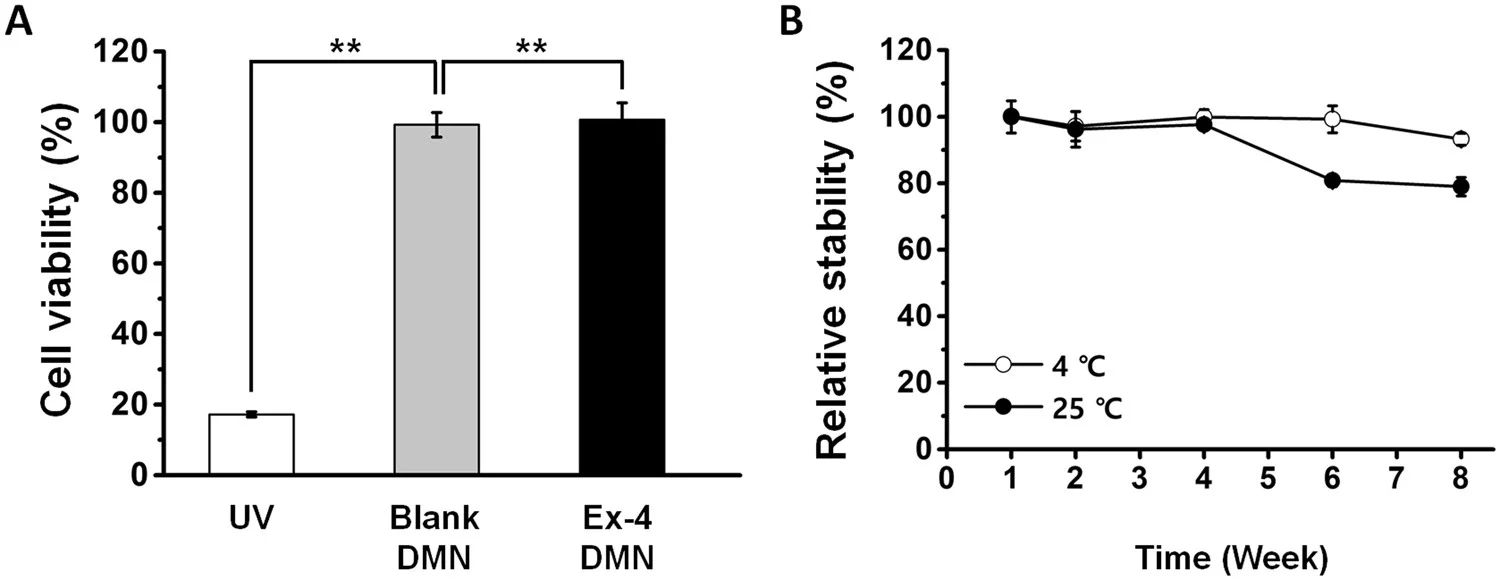 A
Cell viability (%)
120
100
80
60
40
20
0
** **
UV
Blank
DMN
Ex-4
DMN
B
Relative stability (%)
120
100
80
60
40
20
0
4 ℃
25 ℃
0 1 2 3 4 5 6 7 8
Time (Week)